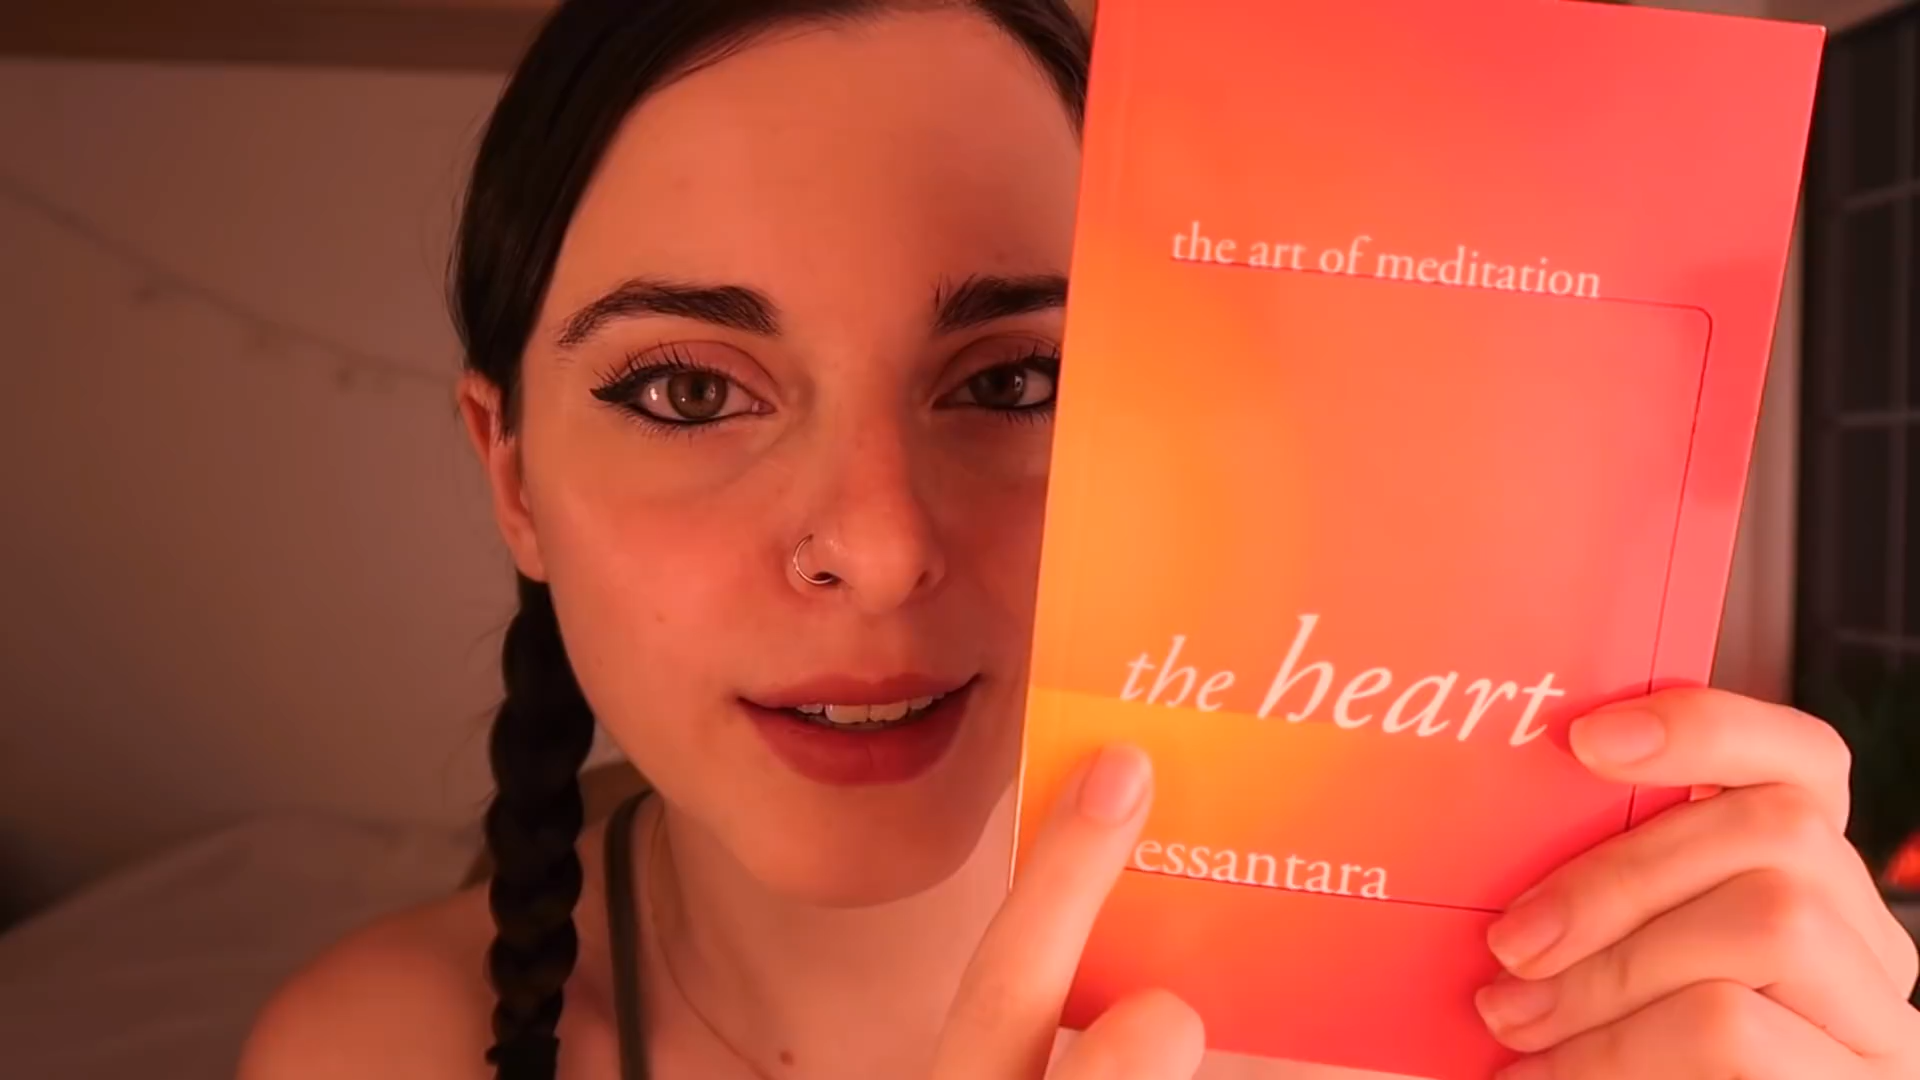 the art of meditation
the heart
essantara